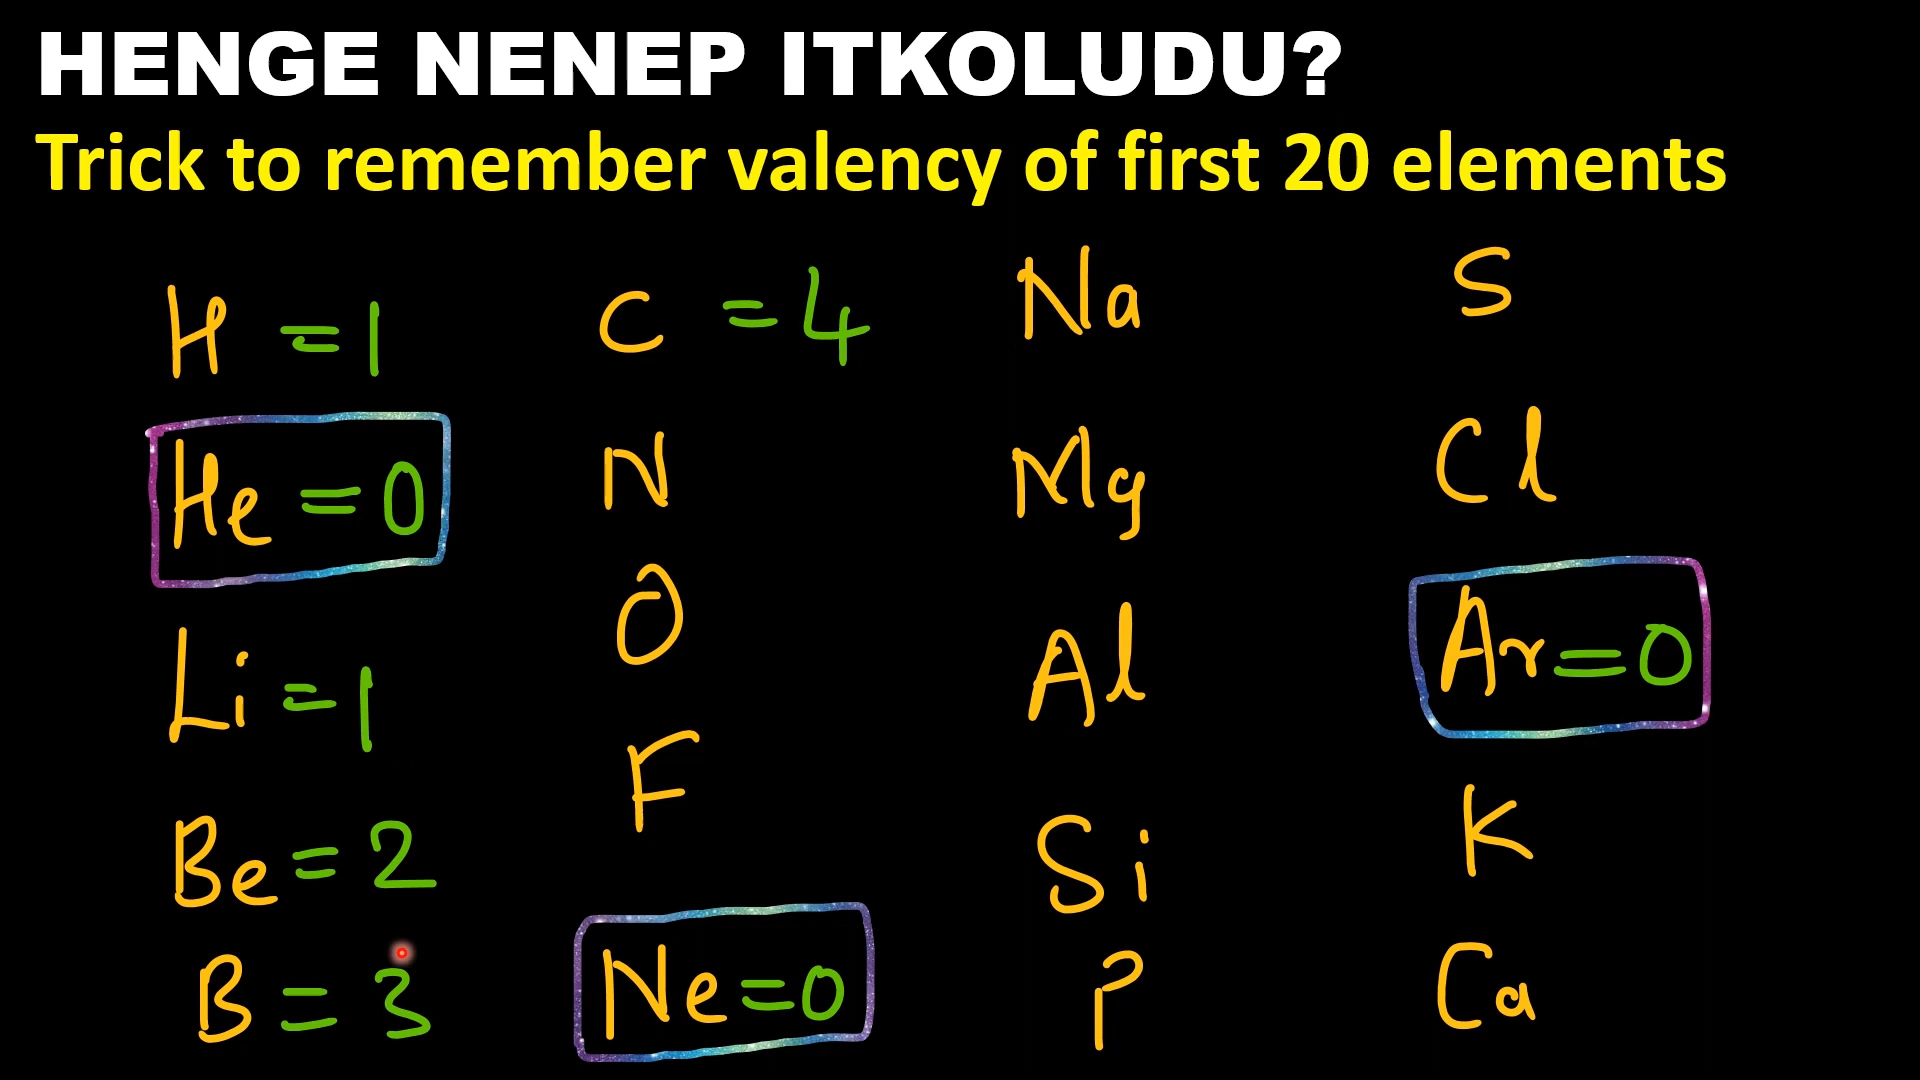 HENGE NENEP ITKOLUDU?
Trick to remember valency of first 20 elements
H = 1
He = 0
Li = 1
Be = 2
B = 3
C = 4
N
O
F
Ne = 0
Na
Mg
Al
Si
P
S
Cl
Ar = 0
K
Ca